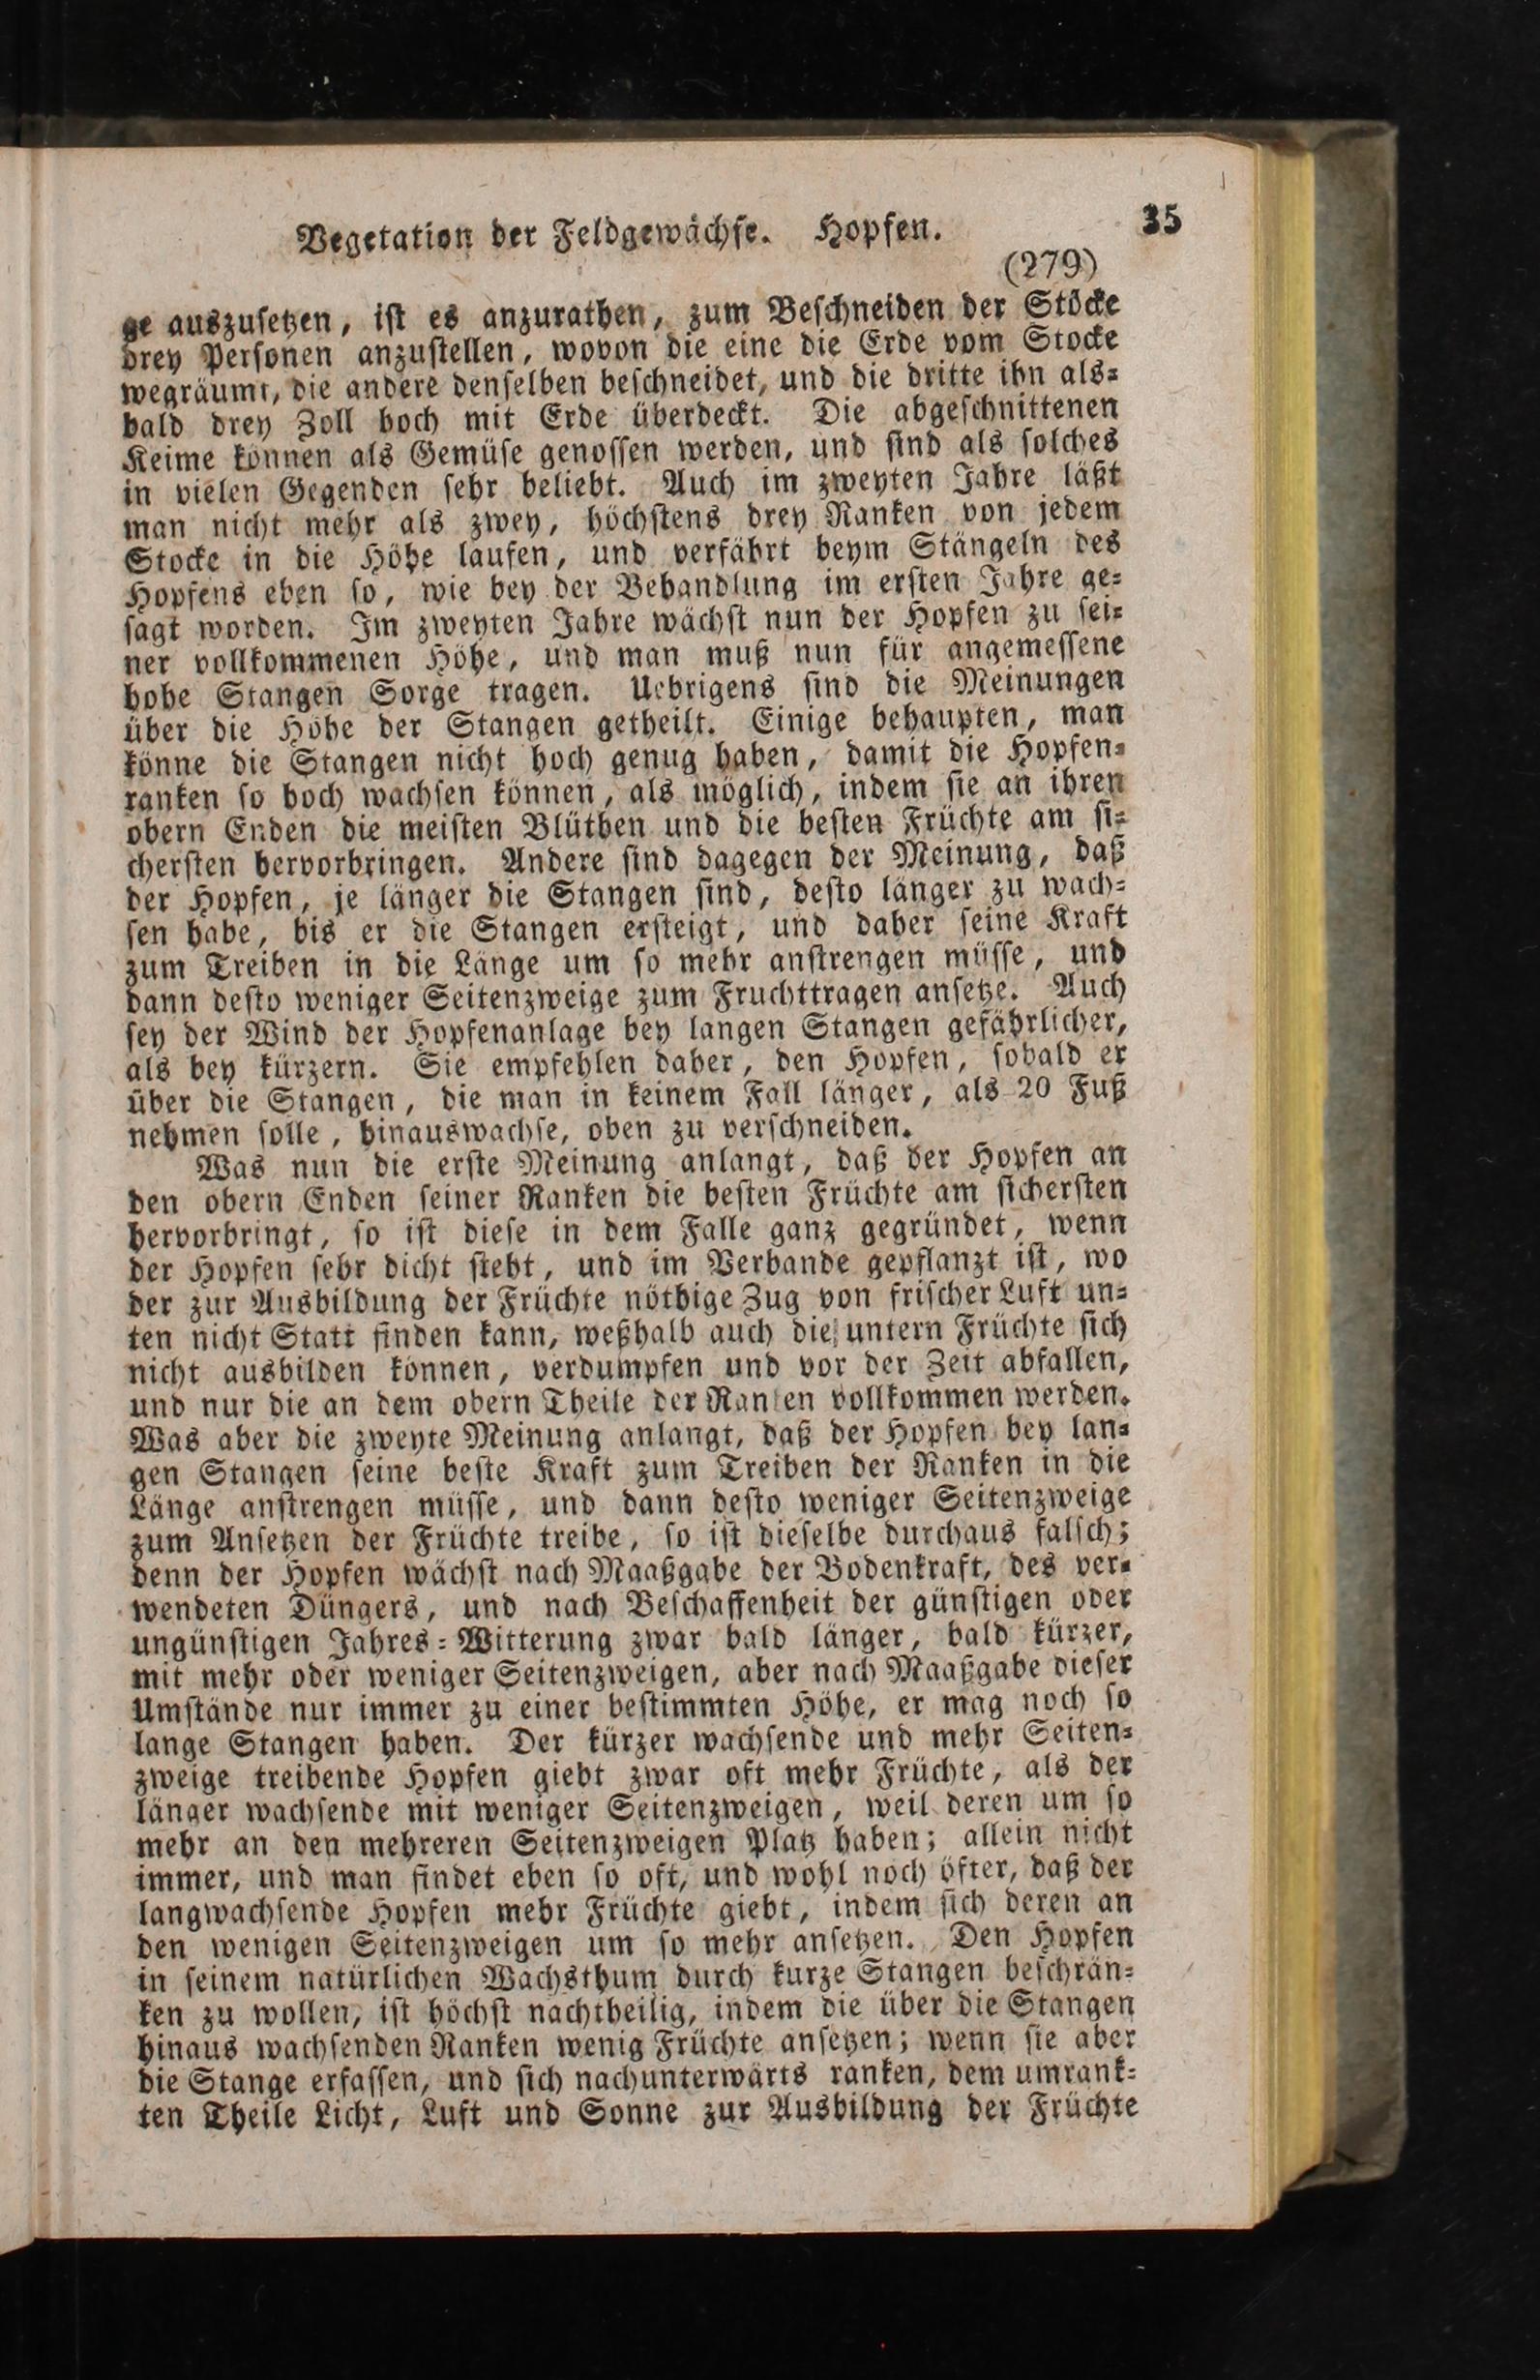 Vegetation der Feldgewächse. Hopfen. 35
(279)
ge auszuſetzen, iſt es anzurathen, zum Beſchneiden der Stöcke
drey Perſonen anzuſtellen, wovon die eine die Erde vom Stocke
wegräumt, die andere denſelben beſchneidet, und die dritte ihn als⸗
bald drey Zoll hoch mit Erde überdeckt. Die abgeſchnittenen
Keime können als Gemüſe genoſſen werden, und ſind als ſolches
in vielen Gegenden ſehr beliebt. Auch im zweyten Jahre läßt
man nicht mehr als zwey, höchſtens drey Ranken von jedem
Stocke in die Höhe laufen, und verfährt beym Stängeln des
Hopfens eben ſo, wie bey der Behandlung im erſten Jahre ge⸗
ſagt worden. Im zweyten Jahre wächſt nun der Hopfen zu ſei⸗
ner vollkommenen Höhe, und man muß nun für angemeſſene
hohe Stangen Sorge tragen. Uebrigens ſind die Meinungen
über die Höhe der Stangen getheilt. Einige behaupten, man
könne die Stangen nicht hoch genug haben, damit die Hopfen⸗
ranken ſo hoch wachſen können, als möglich, indem ſie an ihren
obern Enden die meiſten Blüthen und die beſten Früchte am ſi⸗
cherſten hervorbringen. Andere ſind dagegen der Meinung, daß
der Hopfen, je länger die Stangen ſind, deſto länger zu wach⸗
ſen habe, bis er die Stangen erſteigt, und daher ſeine Kraft
zum Treiben in die Länge um ſo mehr anſtrengen müſſe, und
dann deſto weniger Seitenzweige zum Fruchttragen anſetze. Auch
ſey der Wind der Hopfenanlage bey langen Stangen gefährlicher,
als bey kürzern. Sie empfehlen daher, den Hopfen, ſobald er
über die Stangen, die man in keinem Fall länger, als 20 Fuß
nehmen ſolle, hinauswachſe, oben zu verſchneiden.
Was nun die erſte Meinung anlangt, daß der Hopfen an
den obern Enden ſeiner Ranken die beſten Früchte am ſicherſten
hervorbringt, ſo iſt dieſe in dem Falle ganz gegründet, wenn
der Hopfen ſehr dicht ſteht, und im Verbande gepflanzt iſt, wo
der zur Ausbildung der Früchte nöthige Zug von friſcher Luft un⸗
ten nicht Statt finden kann, weßhalb auch die untern Früchte ſich
nicht ausbilden können, verdumpfen und vor der Zeit abfallen,
und nur die an dem obern Theile der Ranken vollkommen werden.
Was aber die zweyte Meinung anlangt, daß der Hopfen bey lan⸗
gen Stangen ſeine beſte Kraft zum Treiben der Ranken in die
Länge anſtrengen müſſe, und dann deſto weniger Seitenzweige
zum Anſetzen der Früchte treibe, ſo iſt dieſelbe durchaus falſch;
denn der Hopfen wächſt nach Maaßgabe der Bodenkraft, des ver⸗
wendeten Düngers, und nach Beſchaffenheit der günſtigen oder
ungünſtigen Jahres⸗Witterung zwar bald länger, bald kürzer,
mit mehr oder weniger Seitenzweigen, aber nach Maaßgabe dieſer
Umſtände nur immer zu einer beſtimmten Höhe, er mag noch ſo
lange Stangen haben. Der kürzer wachſende und mehr Seiten⸗
zweige treibende Hopfen giebt zwar oft mehr Früchte, als der
länger wachſende mit weniger Seitenzweigen, weil deren um ſo
mehr an den mehreren Seitenzweigen Platz haben; allein nicht
immer, und man findet eben ſo oft, und wohl noch öfter, daß der
langwachſende Hopfen mehr Früchte giebt, indem ſich deren an
den wenigen Seitenzweigen um ſo mehr anſetzen. Den Hopfen
in ſeinem natürlichen Wachsthum durch kurze Stangen beſchrän⸗
ken zu wollen, iſt höchſt nachtheilig, indem die über die Stangen
hinaus wachſenden Ranken wenig Früchte anſetzen; wenn ſie aber
die Stange erfaſſen, und ſich nachunterwärts ranken, dem umrank⸗
ten Theile Licht, Luft und Sonne zur Ausbildung der Früchte